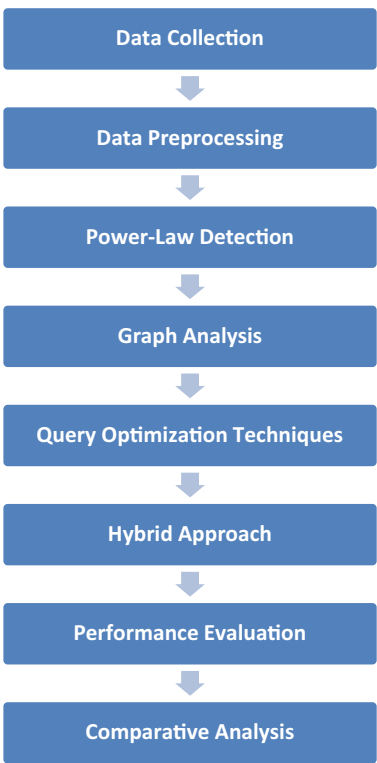 Data Collection
Data Preprocessing
Power-Law Detection
Graph Analysis
Query Optimization Techniques
Hybrid Approach
Performance Evaluation
Comparative Analysis